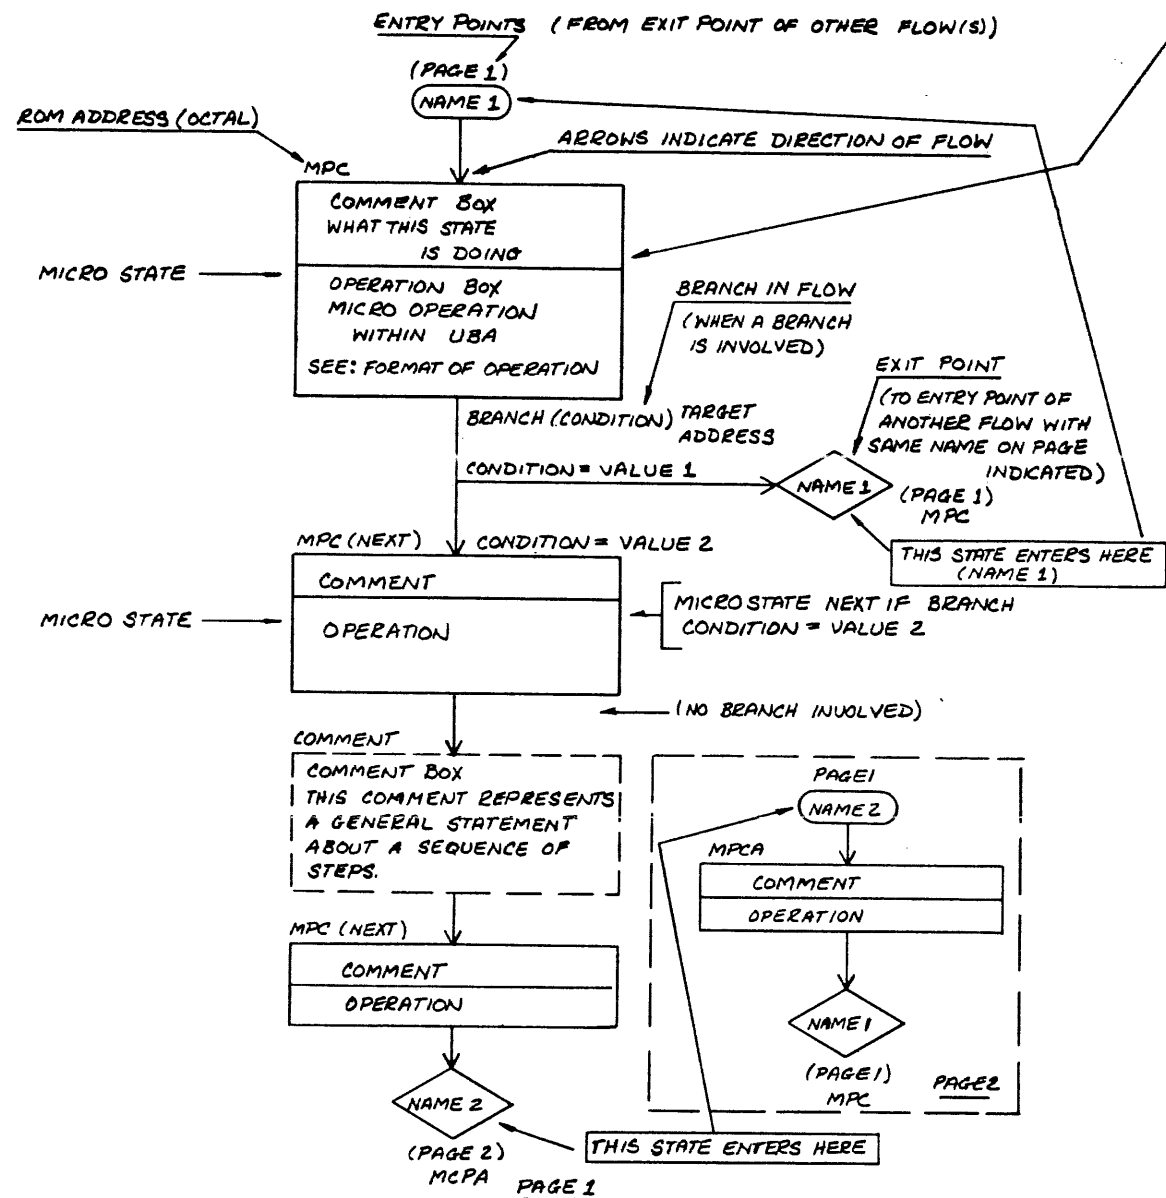 ENTRY POINTS (FROM EXIT POINT OF OTHER FLOW(S))
(PAGE 1)
NAME 1
ROM ADDRESS (OCTAL)
ARROWS INDICATE DIRECTION OF FLOW
MPC
COMMENT BOX
WHAT THIS STATE
IS DOING
MICRO STATE
OPERATION BOX
MICRO OPERATION
WITHIN UBA
SEE: FORMAT OF OPERATION
BRANCH IN FLOW
(WHEN A BRANCH
IS INVOLVED)
EXIT POINT
(TO ENTRY POINT OF
ANOTHER FLOW WITH
SAME NAME ON PAGE
INDICATED)
BRANCH (CONDITION) TARGET
ADDRESS
CONDITION = VALUE 1
NAME 1
(PAGE 1)
MPC
THIS STATE ENTERS HERE
(NAME 1)
MPC (NEXT) CONDITION = VALUE 2
COMMENT
MICRO STATE
OPERATION
MICROSTATE NEXT IF BRANCH
CONDITION = VALUE 2
(NO BRANCH INVOLVED)
COMMENT
COMMENT BOX
THIS COMMENT REPRESENTS
A GENERAL STATEMENT
ABOUT A SEQUENCE OF
STEPS.
MPC (NEXT)
COMMENT
OPERATION
NAME 2
(PAGE 2)
MCPA
PAGE 1
PAGE1
NAME 2
MPCA
COMMENT
OPERATION
NAME 1
(PAGE 1)
MPC
PAGE 2
THIS STATE ENTERS HERE